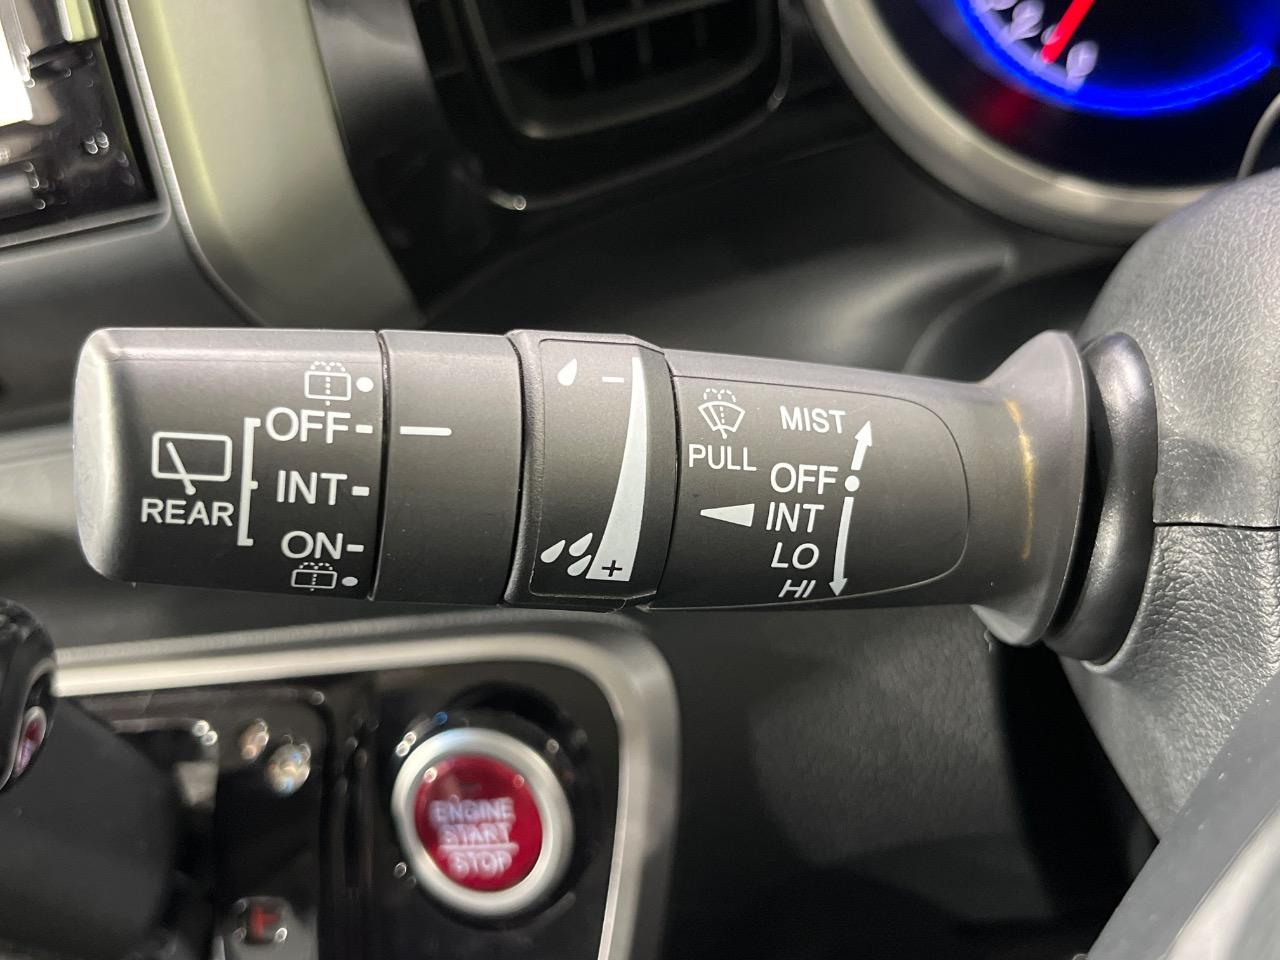 OFF
INT
REAR
ON
-
+
PULL
MIST
OFF
INT
LO
HI
ENGINE
START
STOP